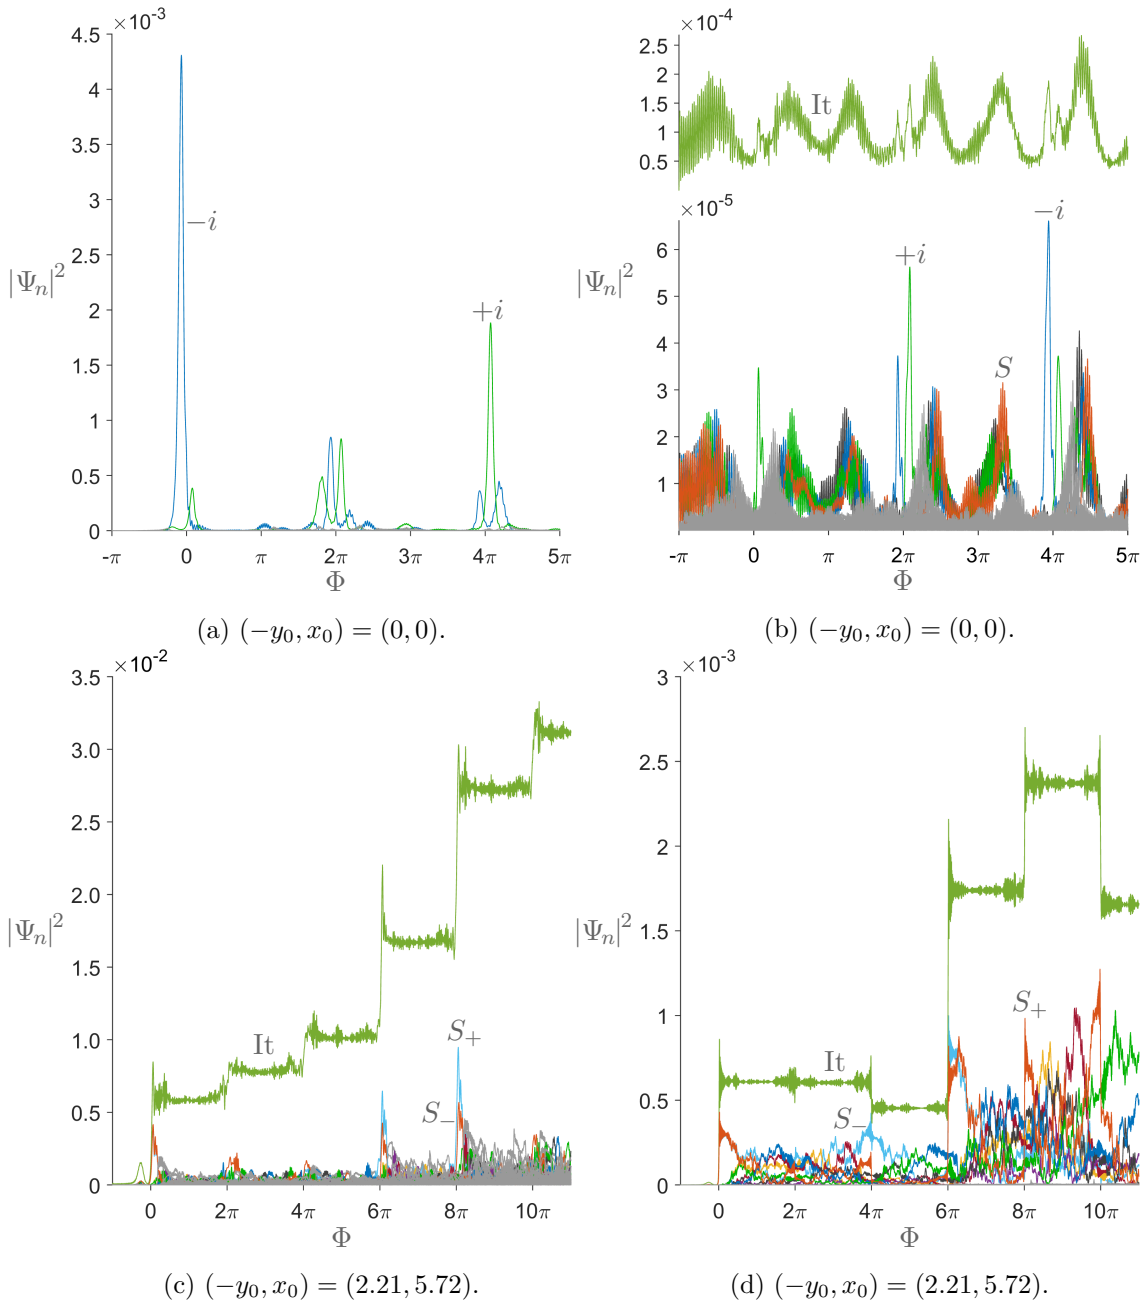 ×10⁻³
4.5
4
3.5
3
2.5
2
1.5
1
0.5
0
|Ψₙ|²
−i
+i
-π 0 π 2π 3π 4π 5π
Φ
(a) (−y₀, x₀) = (0, 0).
×10⁻⁴
2.5
2
1.5
1
0.5
It
×10⁻⁵
6
5
4
3
2
1
|Ψₙ|²
−i
+i
S
-π 0 π 2π 3π 4π 5π
Φ
(b) (−y₀, x₀) = (0, 0).
×10⁻²
3.5
3.0
2.5
2.0
1.5
1.0
0.5
0
|Ψₙ|²
It
S₊
S₋
0 2π 4π 6π 8π 10π
Φ
(c) (−y₀, x₀) = (2.21, 5.72).
×10⁻³
3
2.5
2
1.5
1
0.5
0
|Ψₙ|²
It
S₊
S₋
0 2π 4π 6π 8π 10π
Φ
(d) (−y₀, x₀) = (2.21, 5.72).